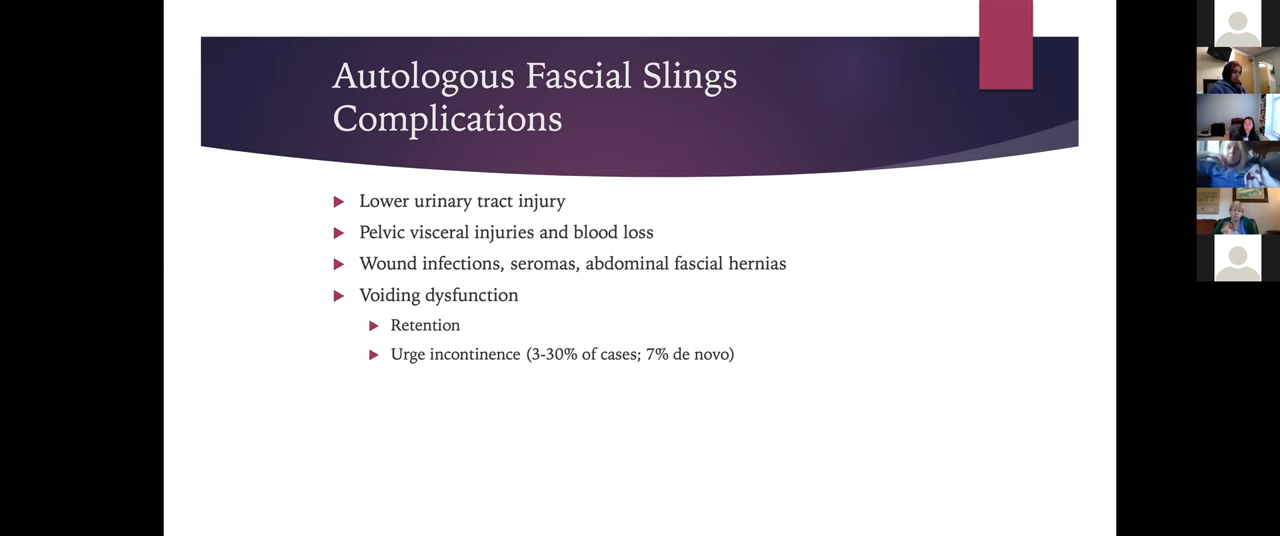 Autologous Fascial Slings
Complications
Lower urinary tract injury
Pelvic visceral injuries and blood loss
Wound infections, seromas, abdominal fascial hernias
Voiding dysfunction
Retention
Urge incontinence (3-30% of cases; 7% de novo)